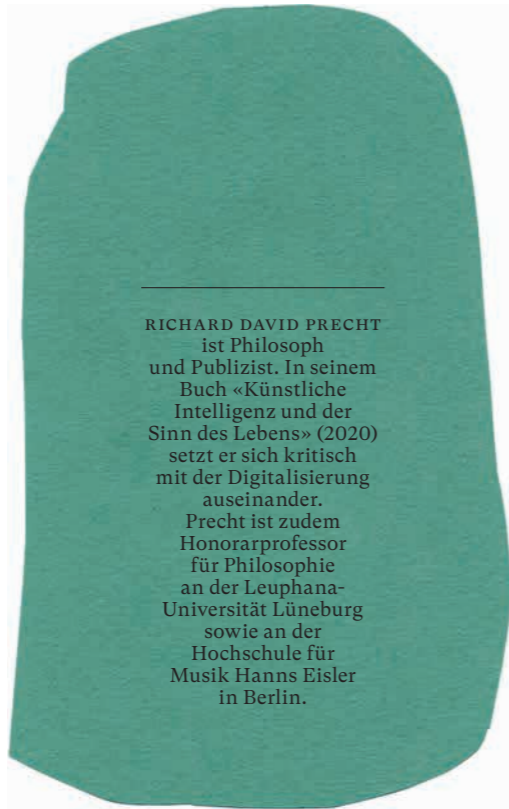 RICHARD DAVID PRECHT
ist Philosoph
und Publizist. In seinem
Buch «Künstliche
Intelligenz und der
Sinn des Lebens» (2020)
setzt er sich kritisch
mit der Digitalisierung
auseinander.
Precht ist zudem
Honorarprofessor
für Philosophie
an der Leuphana-
Universität Lüneburg
sowie an der
Hochschule für
Musik Hanns Eisler
in Berlin.